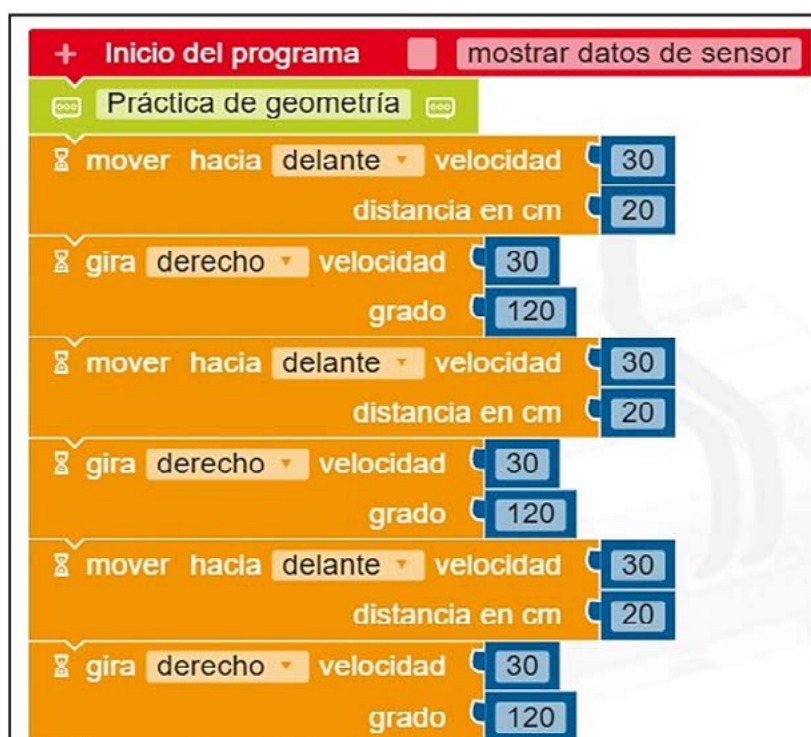 + Inicio del programa mostrar datos de sensor
Práctica de geometría
mover hacia delante velocidad 30
distancia en cm 20
gira derecho velocidad 30
grado 120
mover hacia delante velocidad 30
distancia en cm 20
gira derecho velocidad 30
grado 120
mover hacia delante velocidad 30
distancia en cm 20
gira derecho velocidad 30
grado 120